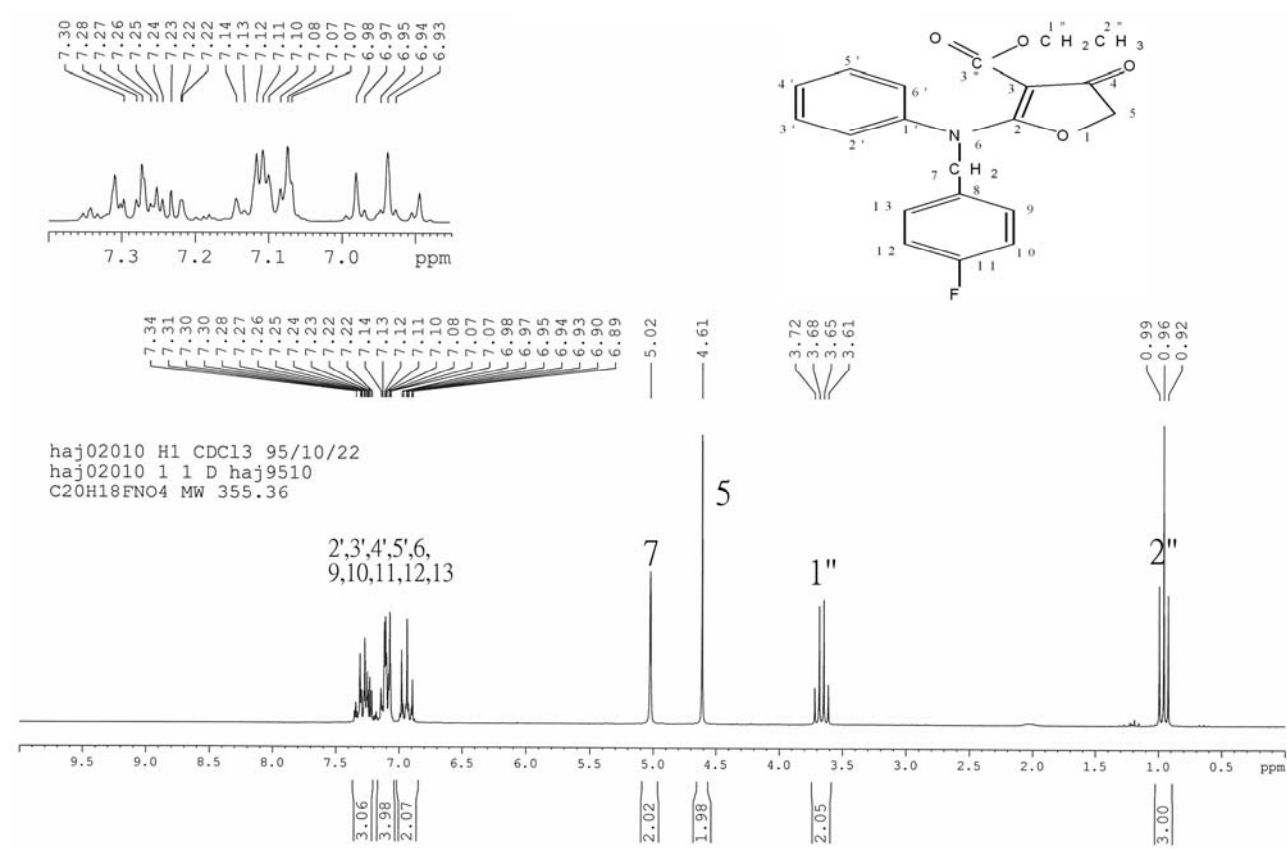 7.30 7.28 7.27 7.26 7.25 7.24 7.23 7.22 7.22 7.14 7.13 7.12 7.11 7.10 7.08 7.07 7.07 6.98 6.97 6.95 6.94 6.93
7.3 7.2 7.1 7.0 ppm
1" 2"
O O CH2CH3
C
3" 3 4 O
5' 4' 6' 3' 2' 1'
N 6 2 O 1 5
7 C H2
8
13 9
12 10
11
F
7.34 7.31 7.30 7.30 7.28 7.27 7.26 7.25 7.24 7.23 7.22 7.22 7.14 7.13 7.12 7.11 7.10 7.08 7.07 7.07 6.98 6.97 6.95 6.94 6.93 6.90 6.89 5.02 4.61 3.72 3.68 3.65 3.61 0.99 0.96 0.92
haj02010 H1 CDCl3 95/10/22
haj02010 1 1 D haj9510
C20H18FNO4 MW 355.36
2',3',4',5',6,
9,10,11,12,13
7
5
1"
2"
9.5 9.0 8.5 8.0 7.5 7.0 6.5 6.0 5.5 5.0 4.5 4.0 3.5 3.0 2.5 2.0 1.5 1.0 0.5 ppm
3.06 3.98 2.07 2.02 1.98 2.05 3.00